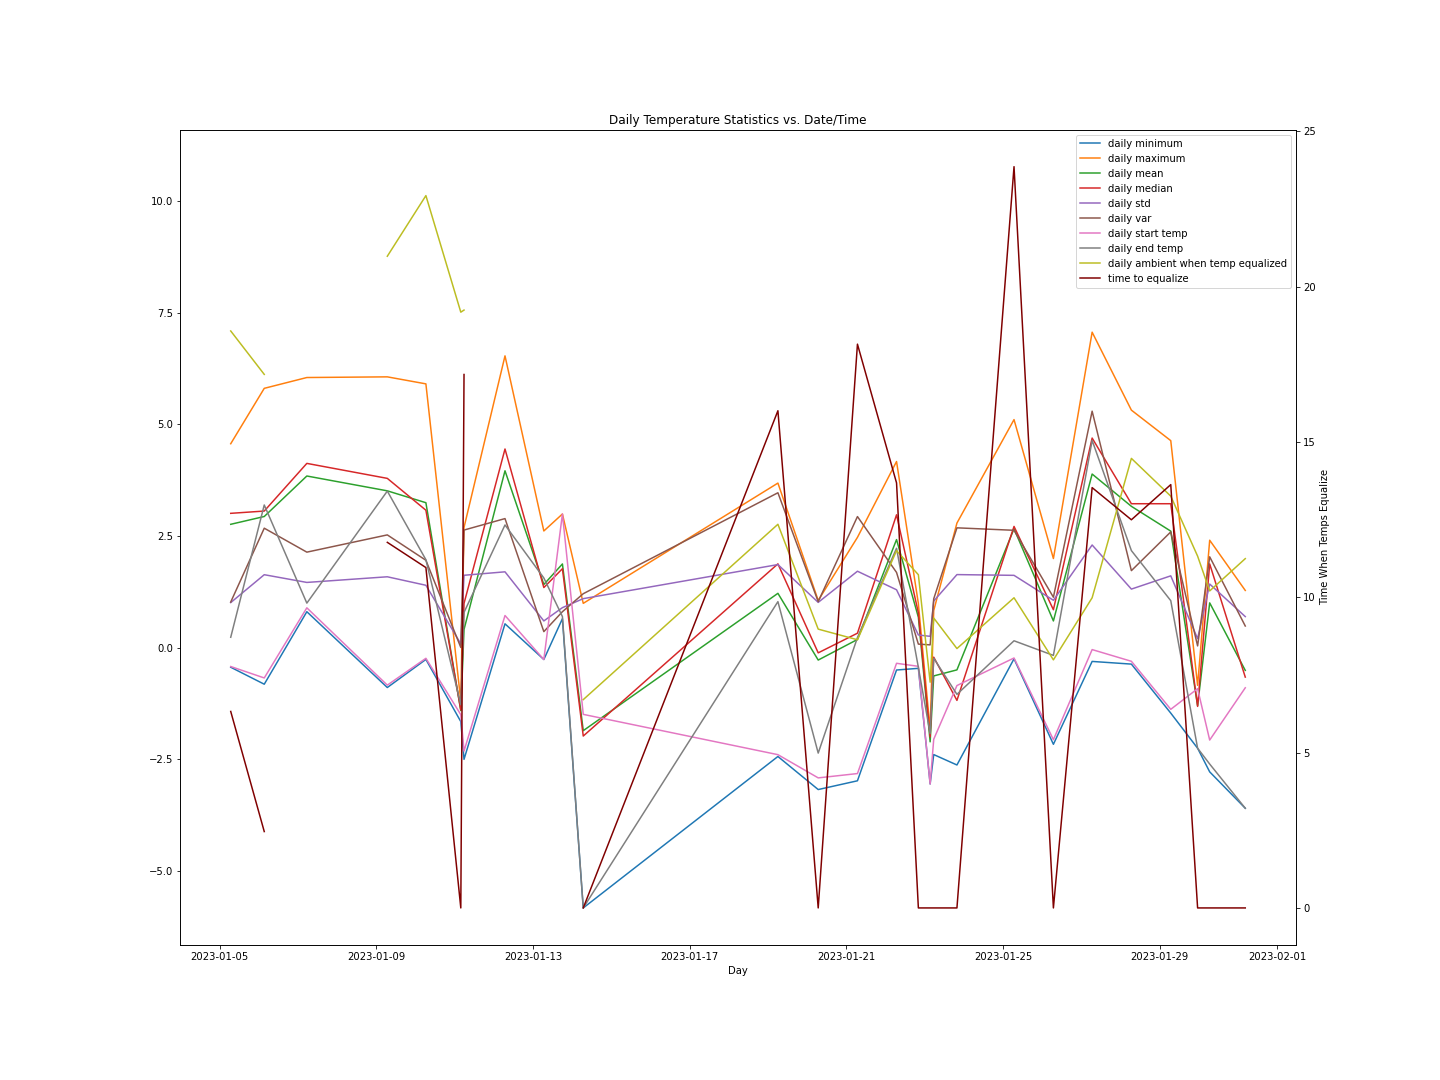 Daily Temperature Statistics vs. Date/Time
daily minimum
daily maximum
daily mean
daily median
daily std
daily var
daily start temp
daily end temp
daily ambient when temp equalized
time to equalize
10.0
7.5
5.0
2.5
0.0
−2.5
−5.0
25
20
15
10
5
0
Time When Temps Equalize
2023-01-05
2023-01-09
2023-01-13
2023-01-17
2023-01-21
2023-01-25
2023-01-29
2023-02-01
Day